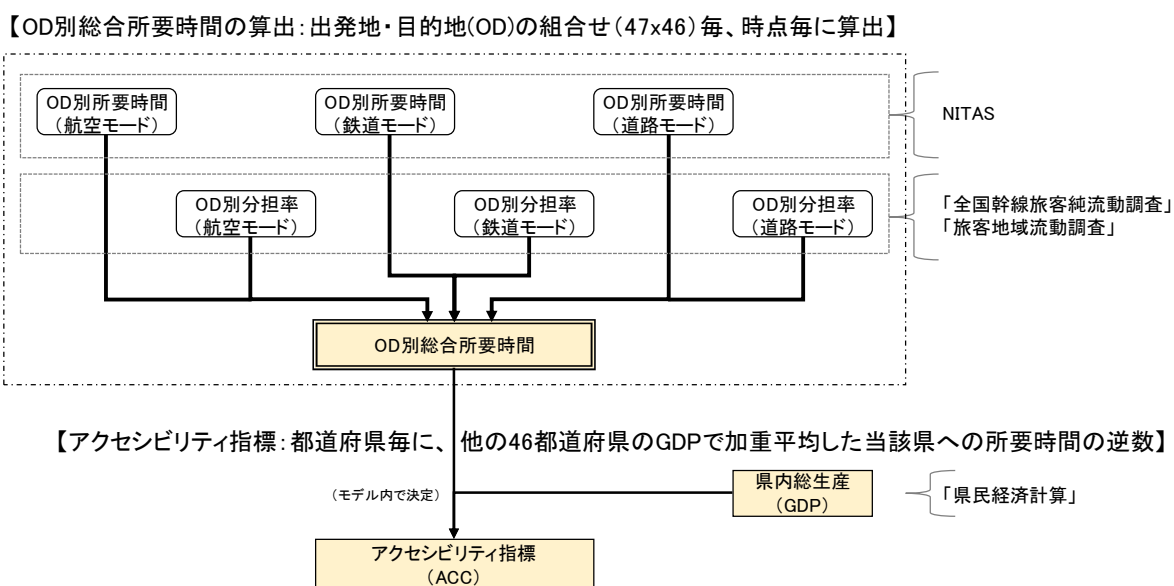 【OD別総合所要時間の算出：出発地・目的地(OD)の組合せ（47x46）毎、時点毎に算出】
OD別所要時間
（航空モード）
OD別所要時間
（鉄道モード）
OD別所要時間
（道路モード）
NITAS
OD別分担率
（航空モード）
OD別分担率
（鉄道モード）
OD別分担率
（道路モード）
「全国幹線旅客純流動調査」
「旅客地域流動調査」
OD別総合所要時間
【アクセシビリティ指標：都道府県毎に、他の46都道府県のGDPで加重平均した当該県への所要時間の逆数】
（モデル内で決定）
県内総生産
（GDP）
「県民経済計算」
アクセシビリティ指標
（ACC）